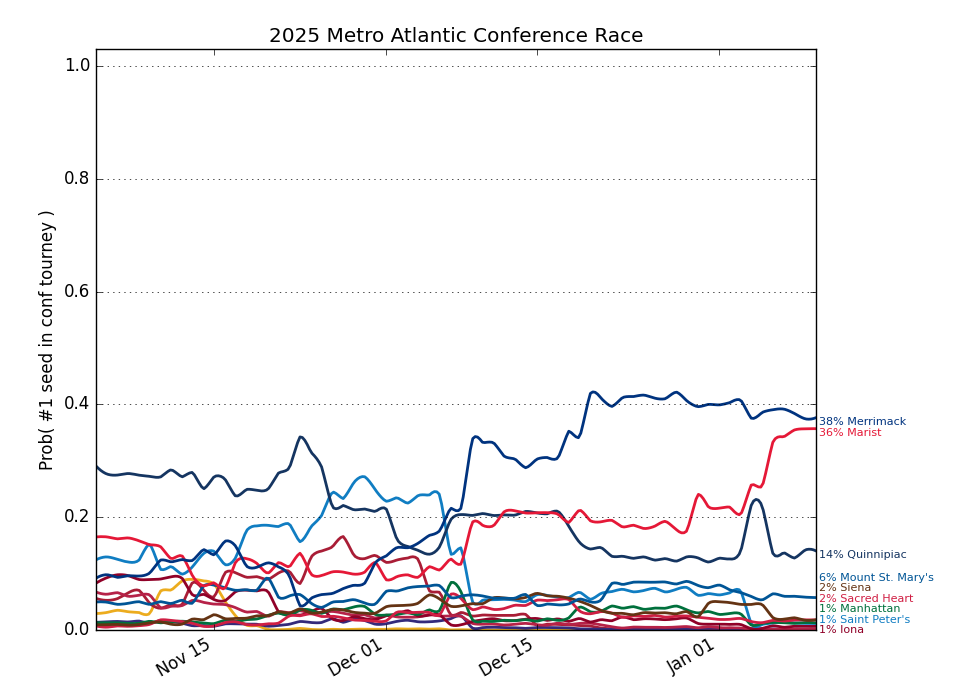 2025 Metro Atlantic Conference Race
Prob( #1 seed in conf tourney )
1.0
0.8
0.6
0.4
0.2
0.0
Nov 15
Dec 01
Dec 15
Jan 01
38% Merrimack
36% Marist
14% Quinnipiac
6% Mount St. Mary's
2% Siena
2% Sacred Heart
1% Manhattan
1% Saint Peter's
1% Iona